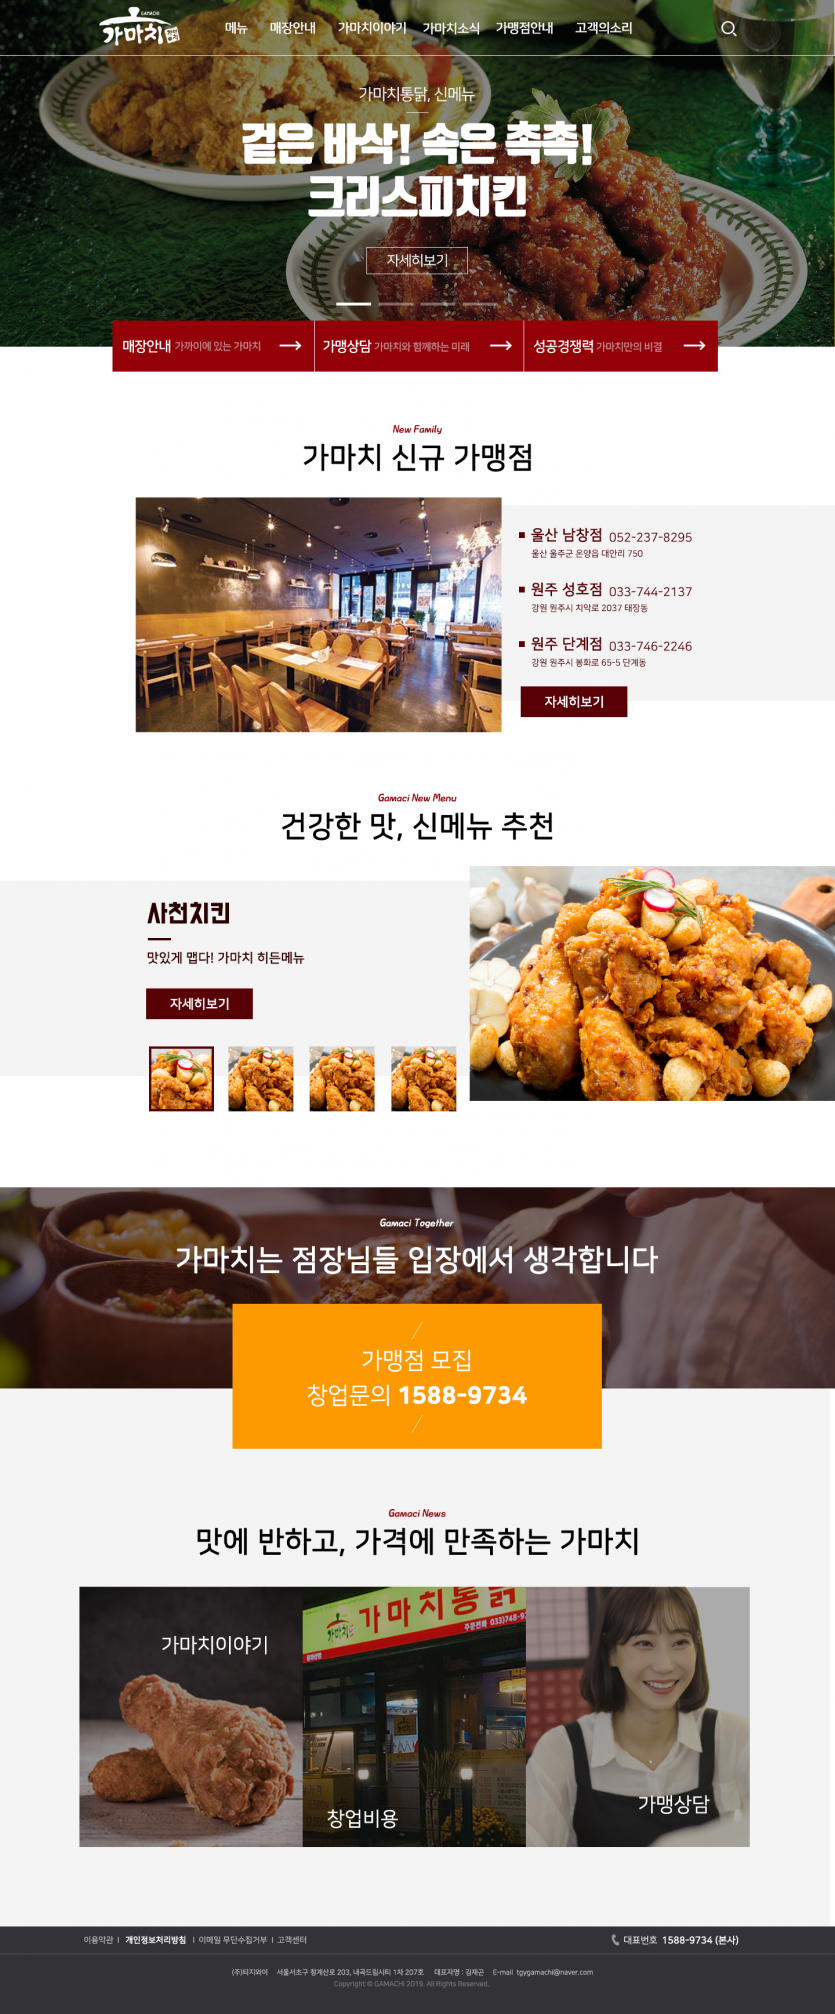 GAMACHI
가마치 통닭
메뉴 매장안내 가마치이야기 가마치소식 가맹점안내 고객의소리
가마치통닭, 신메뉴
겉은 바삭! 속은 촉촉!
크리스피치킨
자세히보기
매장안내 가까이에 있는 가마치
가맹상담 가마치와 함께하는 미래
성공경쟁력 가마치만의 비결
New Family
가마치 신규 가맹점
울산 남창점 052-237-8295
울산 울주군 온양읍 대안리 750
원주 성호점 033-744-2137
강원 원주시 치악로 2037 태장동
원주 단계점 033-746-2246
강원 원주시 봉화로 65-5 단계동
자세히보기
Gamaci New Menu
건강한 맛, 신메뉴 추천
사천치킨
맛있게 맵다! 가마치 히든메뉴
자세히보기
Gamaci Together
가마치는 점장님들 입장에서 생각합니다
가맹점 모집
창업문의 1588-9734
Gamaci News
맛에 반하고, 가격에 만족하는 가마치
가마치이야기
가마치통닭
주문전화 033)748-9
창업비용
가맹상담
이용약관 | 개인정보처리방침 | 이메일 무단수집거부 | 고객센터
대표번호 1588-9734 (본사)
(주)티지와이 서울서초구 청계산로 203, 내곡드림시티 1차 207호 대표자명 : 김재곤 E-mail tgygamachi@naver.com
Copyright © GAMACHI 2019. All Rights Reserved.